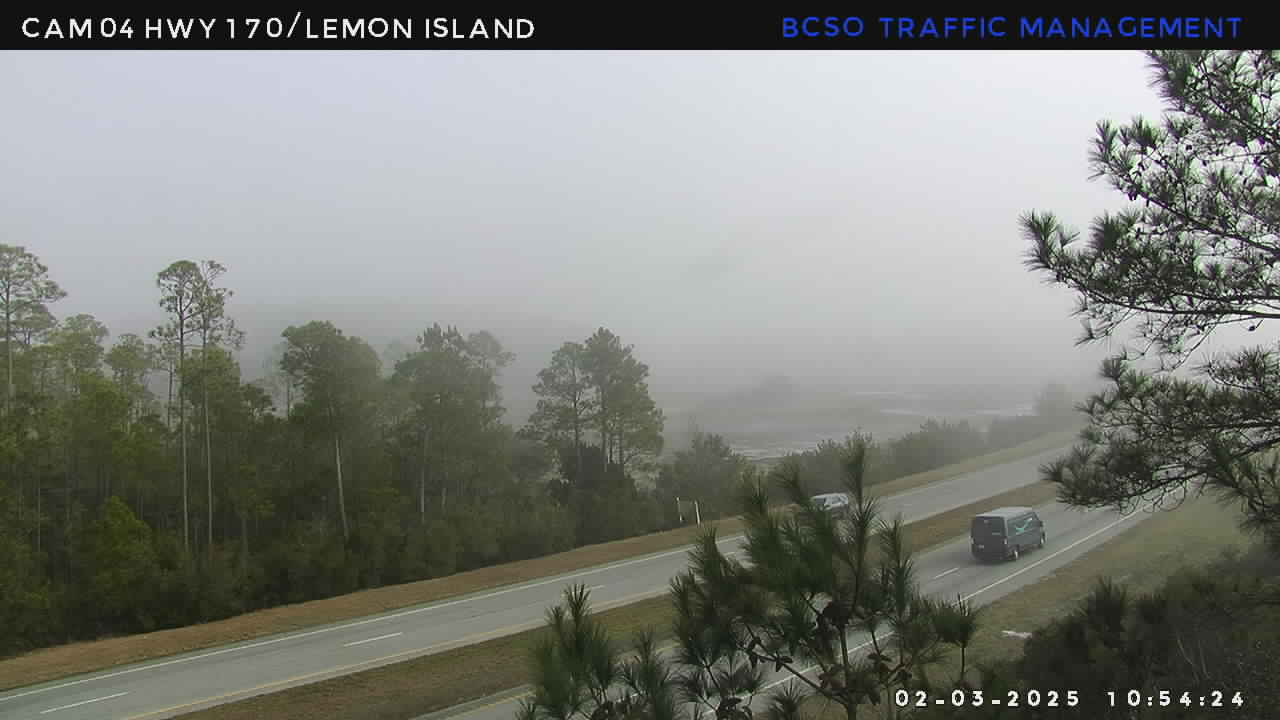 CAM04 HWY 170/LEMON ISLAND
BCSO TRAFFIC MANAGEMENT
02-03-2025 10:54:24